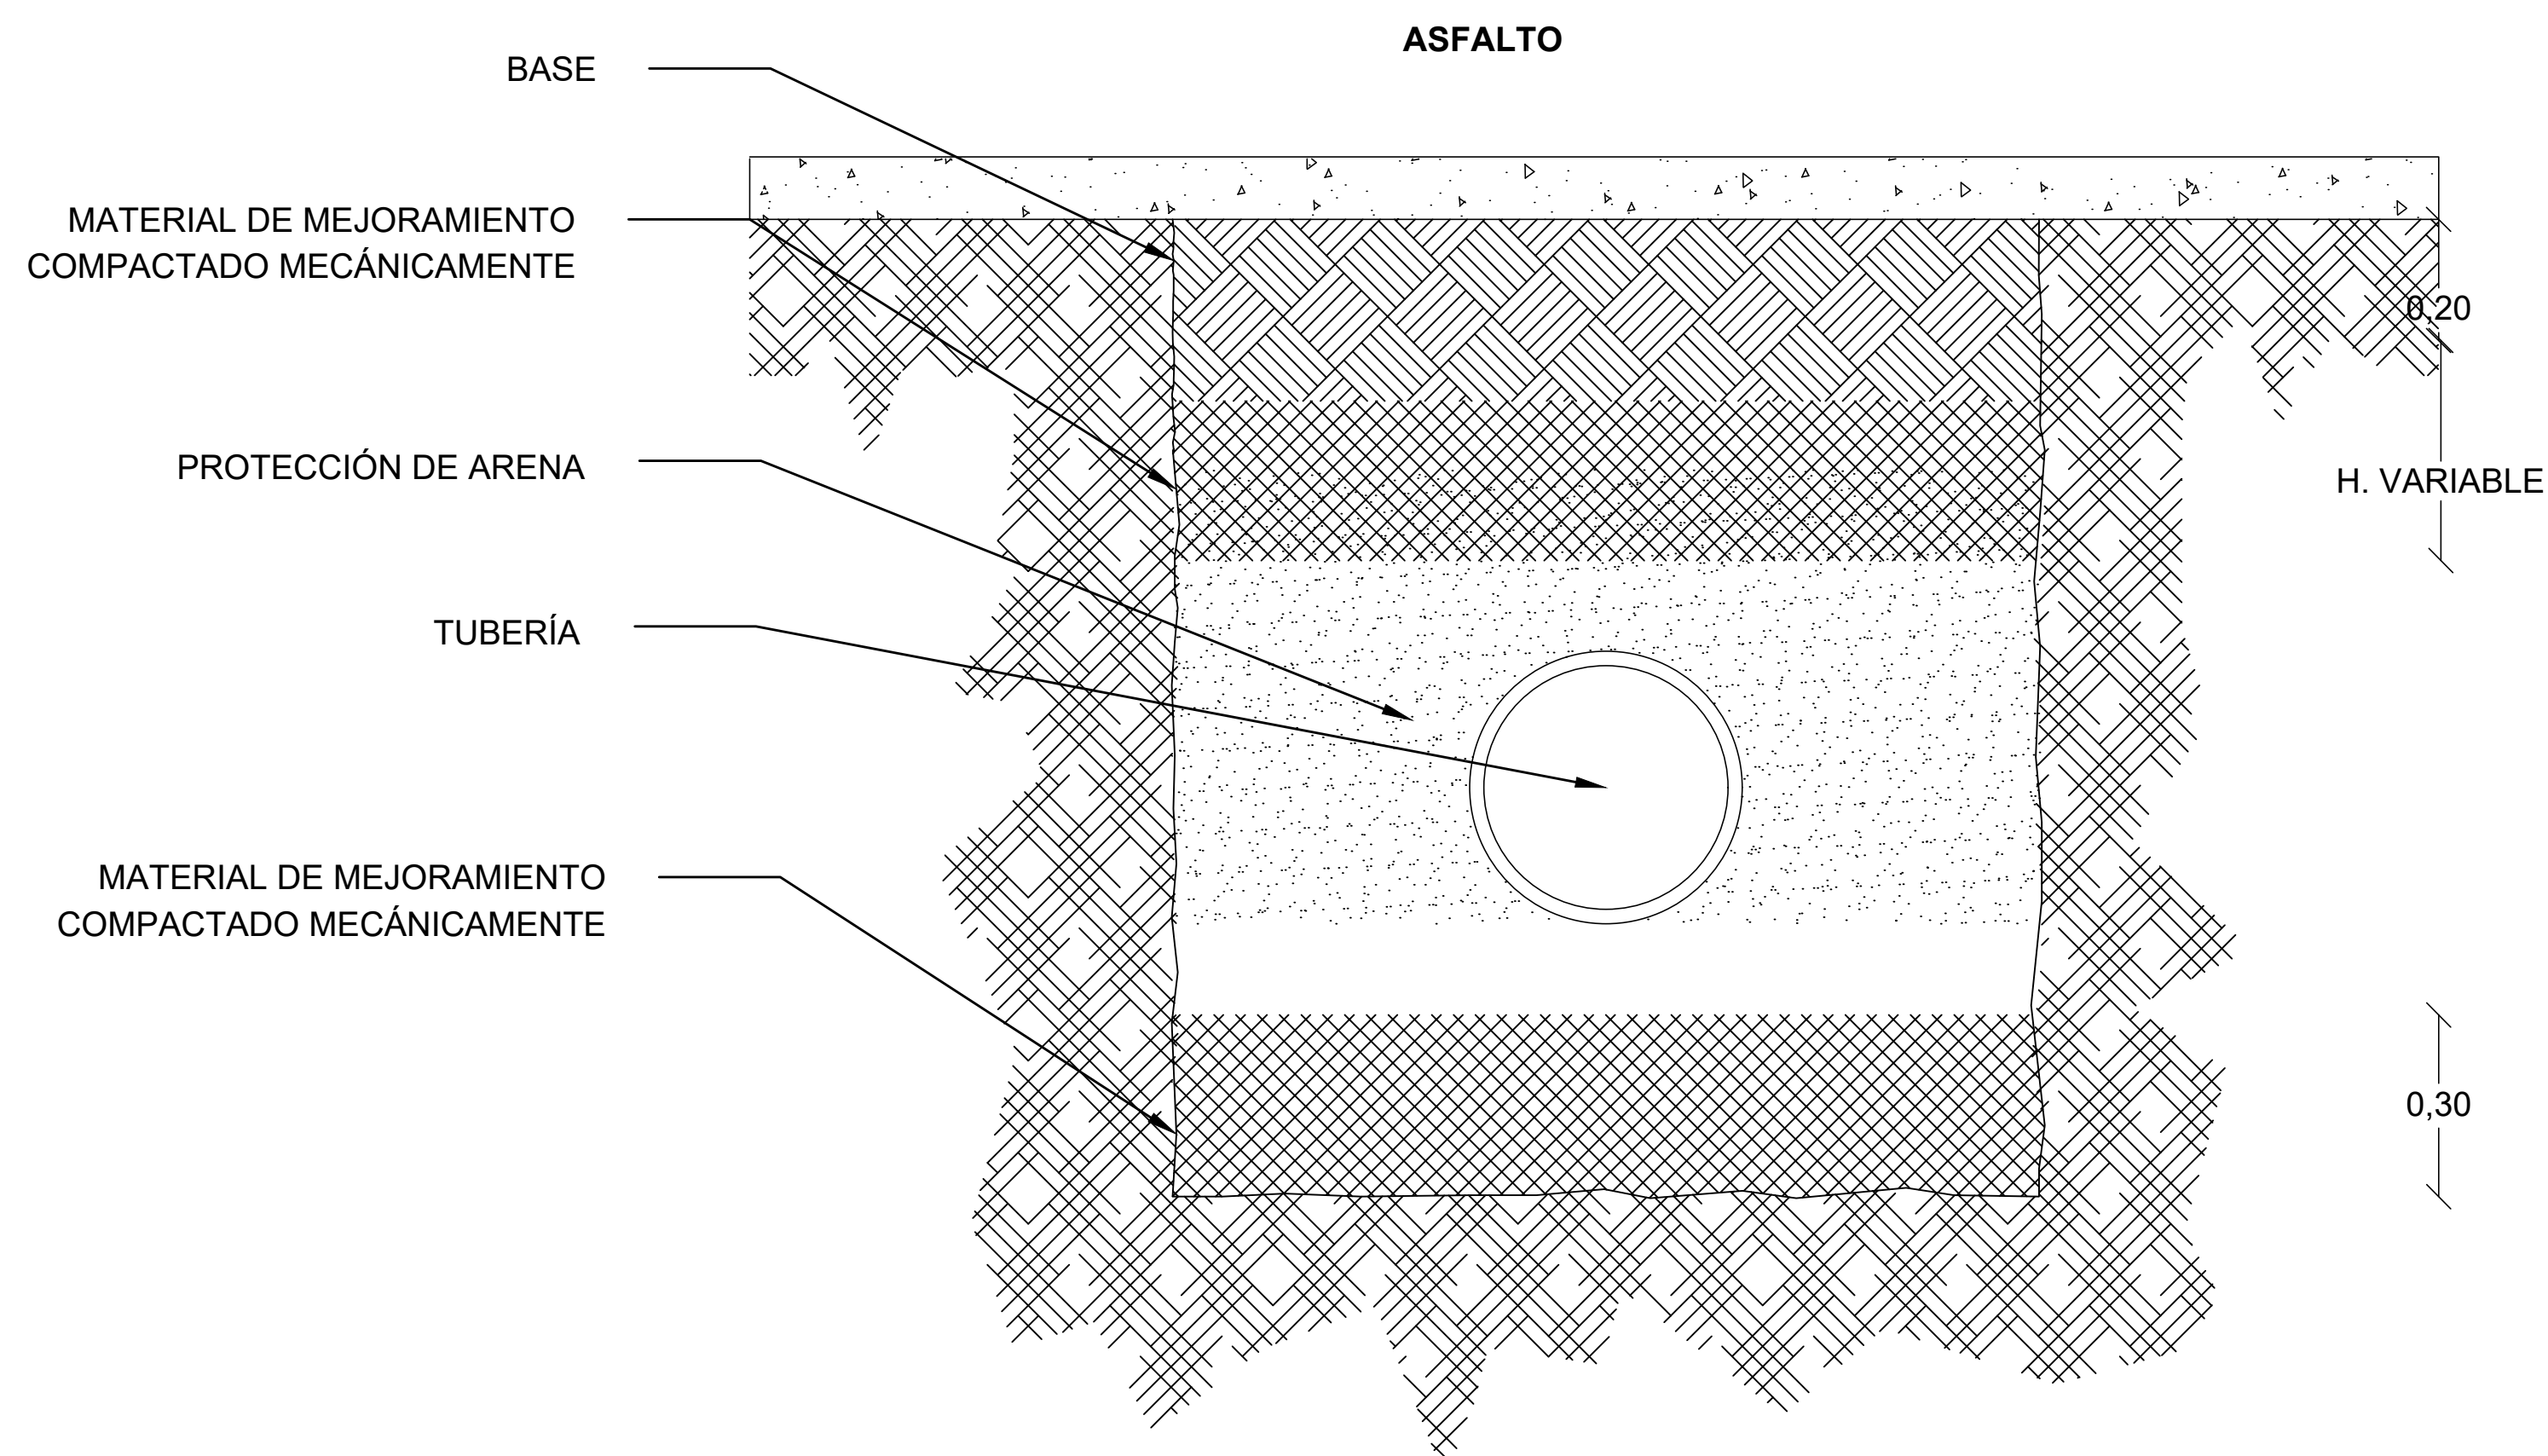 ASFALTO
BASE
MATERIAL DE MEJORAMIENTO
COMPACTADO MECÁNICAMENTE
0,20
PROTECCIÓN DE ARENA
H. VARIABLE
TUBERÍA
MATERIAL DE MEJORAMIENTO
COMPACTADO MECÁNICAMENTE
0,30